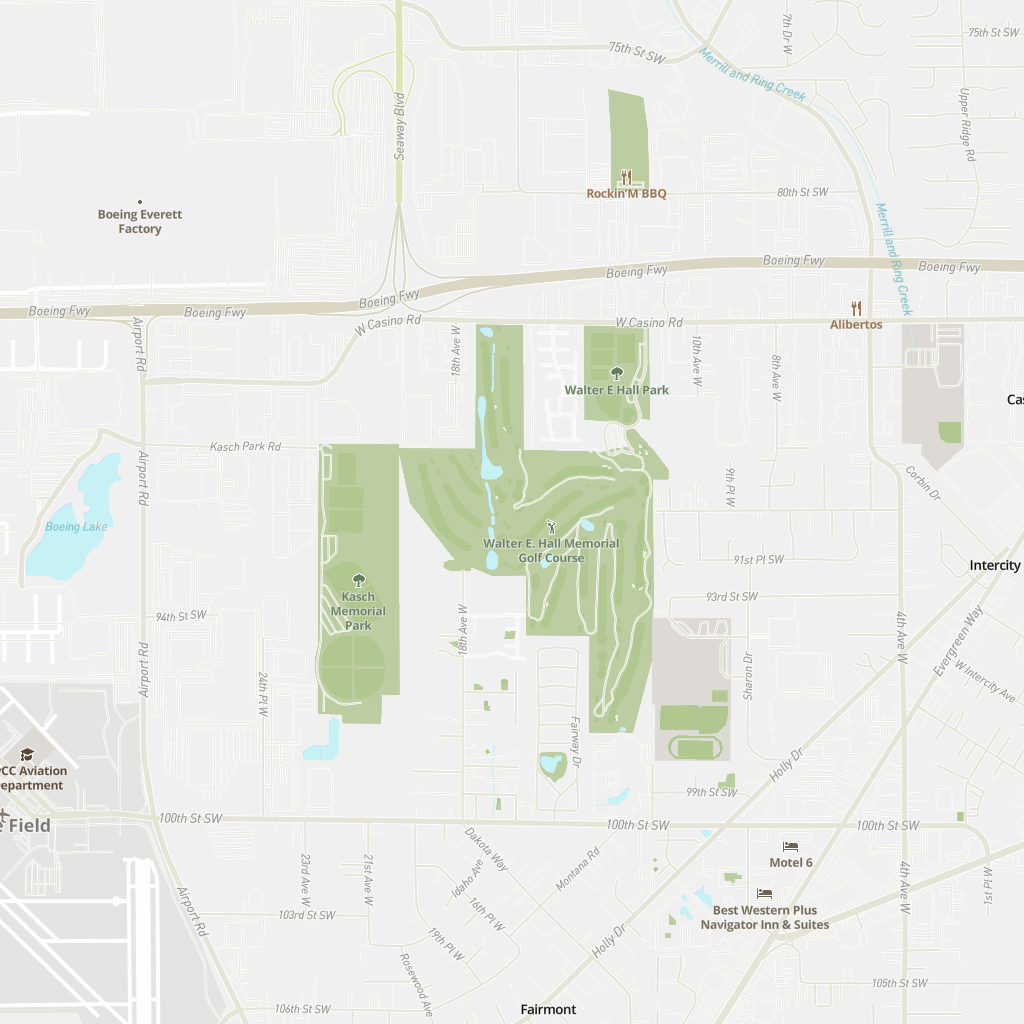 75th St SW
7th Dr W
75th St SW
Merrill and Ring Creek
Seaway Blvd
Upper Ridge Rd
Rockin'M BBQ
80th St SW
Boeing Everett
Factory
Merrill and Ring Creek
Boeing Fwy
Boeing Fwy
Boeing Fwy
Boeing Fwy
Boeing Fwy
Boeing Fwy
W Casino Rd
W Casino Rd
Alibertos
Airport Rd
18th Ave W
10th Ave W
8th Ave W
Walter E Hall Park
Cas
Kasch Park Rd
Airport Rd
9th Pl W
Corbin Dr
Boeing Lake
Walter E. Hall Memorial
Golf Course
91st Pl SW
Intercity
Kasch
Memorial
Park
93rd St SW
94th St SW
18th Ave W
4th Ave W
Evergreen Way
W Intercity Ave
Airport Rd
24th Pl W
Sharon Dr
Fairway Dr
Holly Dr
CC Aviation
epartment
99th St SW
e Field
100th St SW
100th St SW
100th St SW
Dakota Way
Motel 6
23rd Ave W
21st Ave W
Idaho Ave
Montana Rd
4th Ave W
1st Pl W
Airport Rd
103rd St SW
16th Pl W
Best Western Plus
Navigator Inn & Suites
19th Pl W
Holly Dr
Rosewood Ave
105th St SW
106th St SW
Fairmont